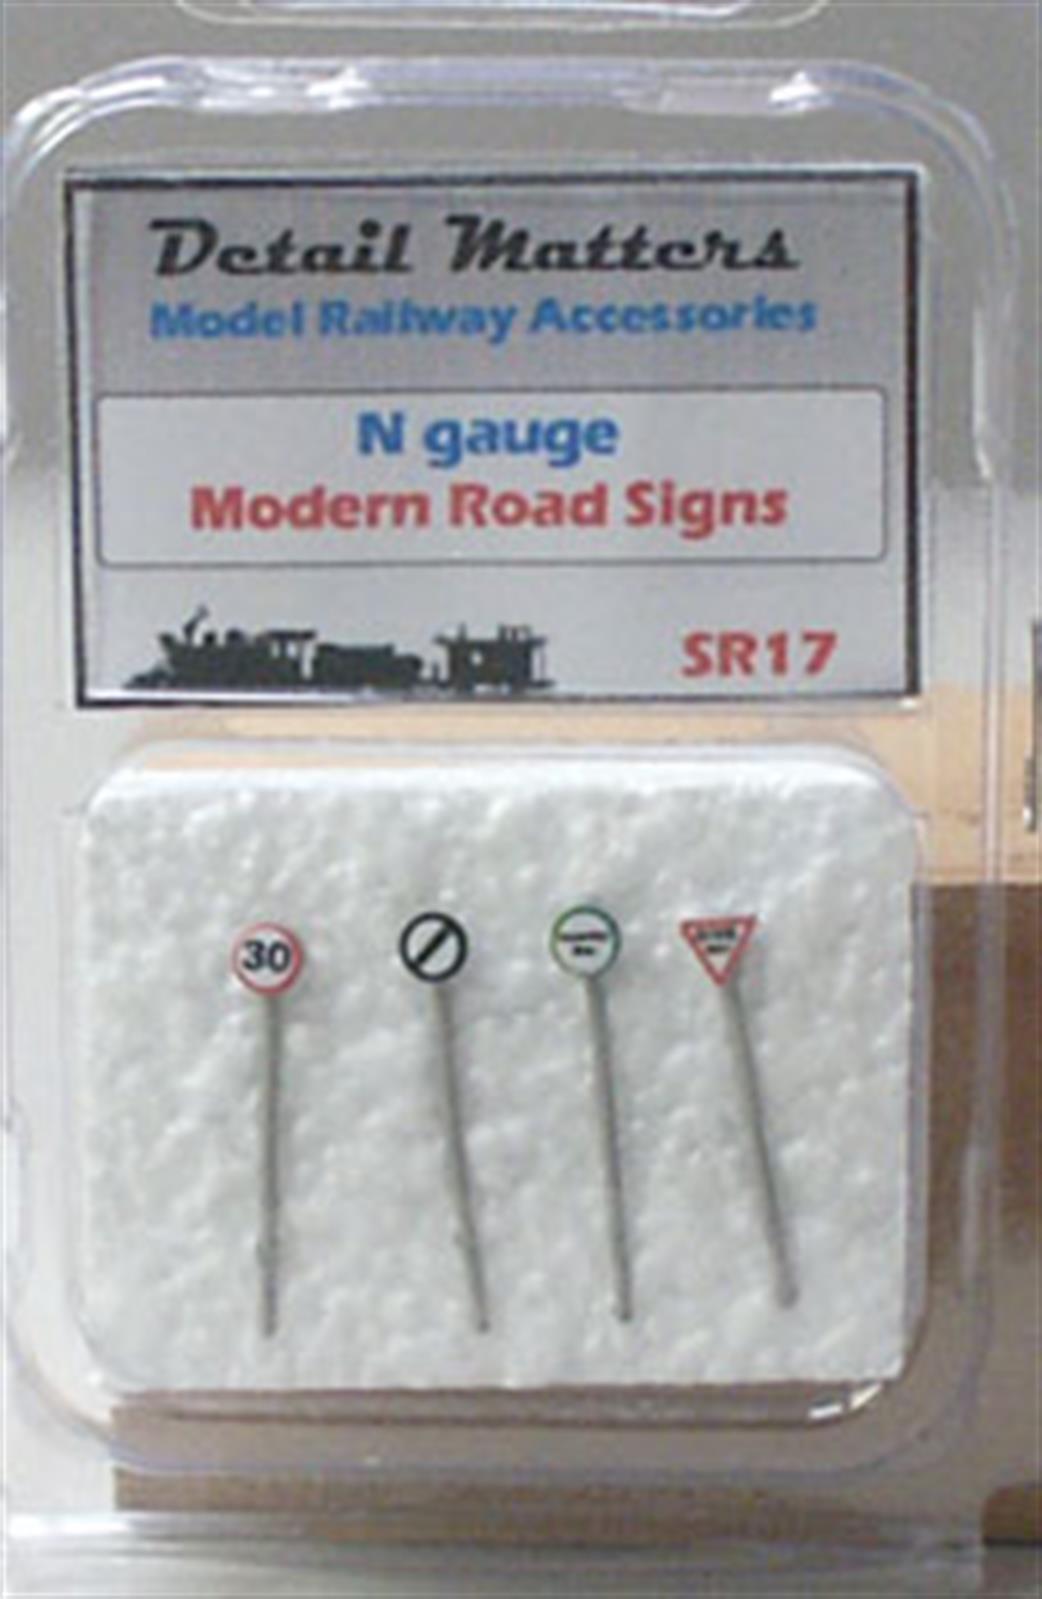 Detail Matters
Model Railway Accessories
N gauge
Modern Road Signs
SR17
30